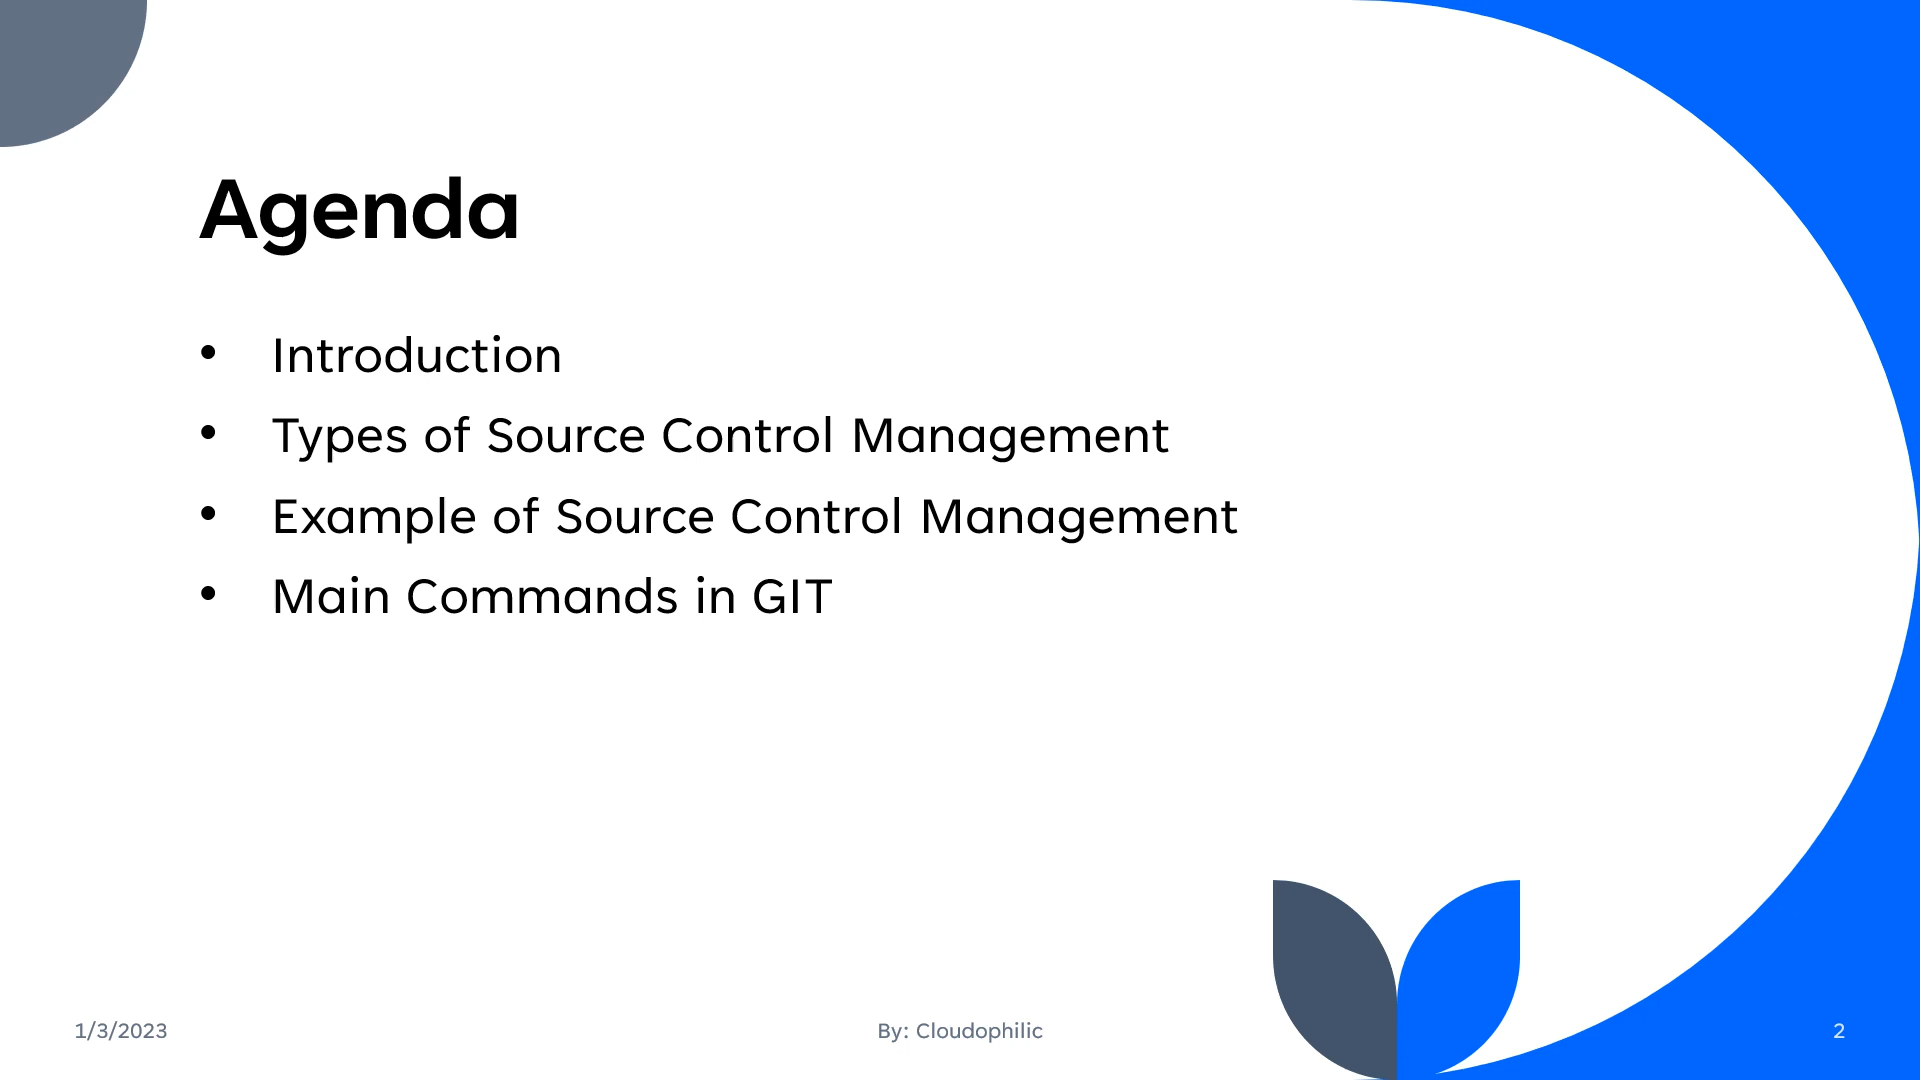 Agenda
• Introduction
• Types of Source Control Management
• Example of Source Control Management
• Main Commands in GIT
1/3/2023
By: Cloudophilic
2